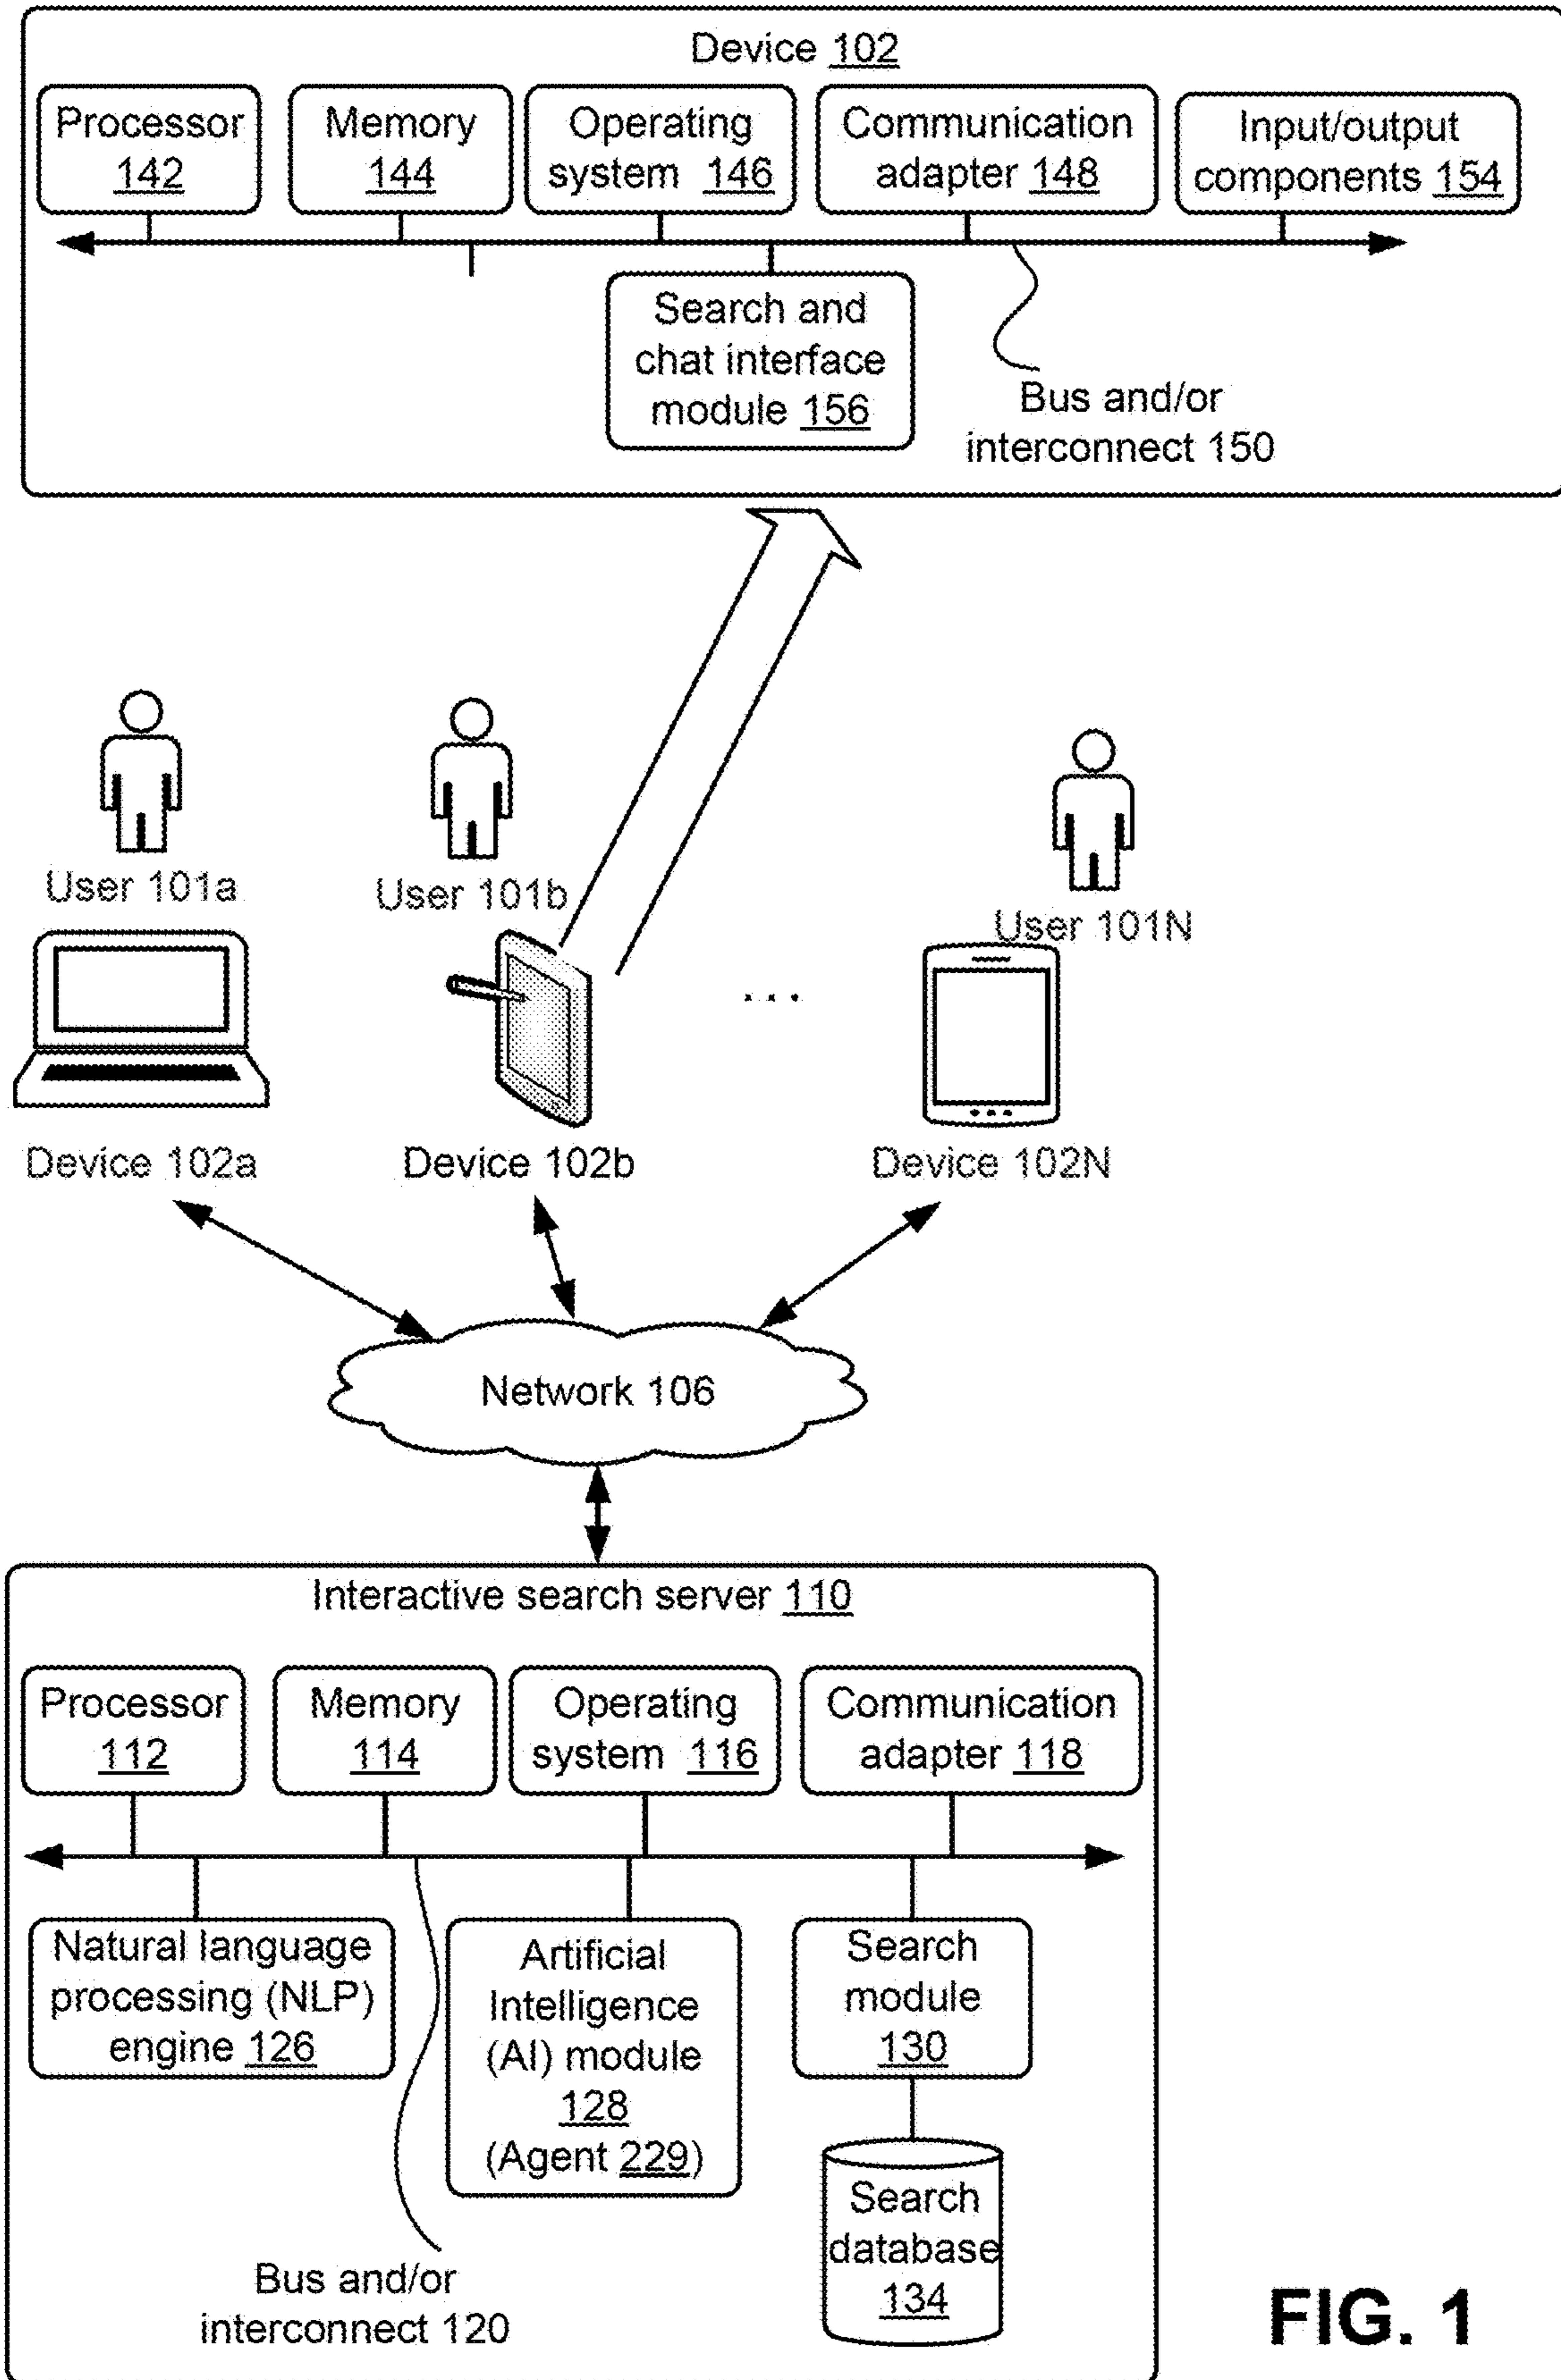 Device 102
Processor
142
Memory
144
Operating
system 146
Communication
adapter 148
Input/output
components 154
Search and
chat interface
module 156
Bus and/or
interconnect 150
User 101a
User 101b
User 101N
...
Device 102a
Device 102b
Device 102N
Network 106
Interactive search server 110
Processor
112
Memory
114
Operating
system 116
Communication
adapter 118
Natural language
processing (NLP)
engine 126
Artificial
Intelligence
(AI) module
128
(Agent 229)
Search
module
130
Search
database
134
Bus and/or
interconnect 120
FIG. 1